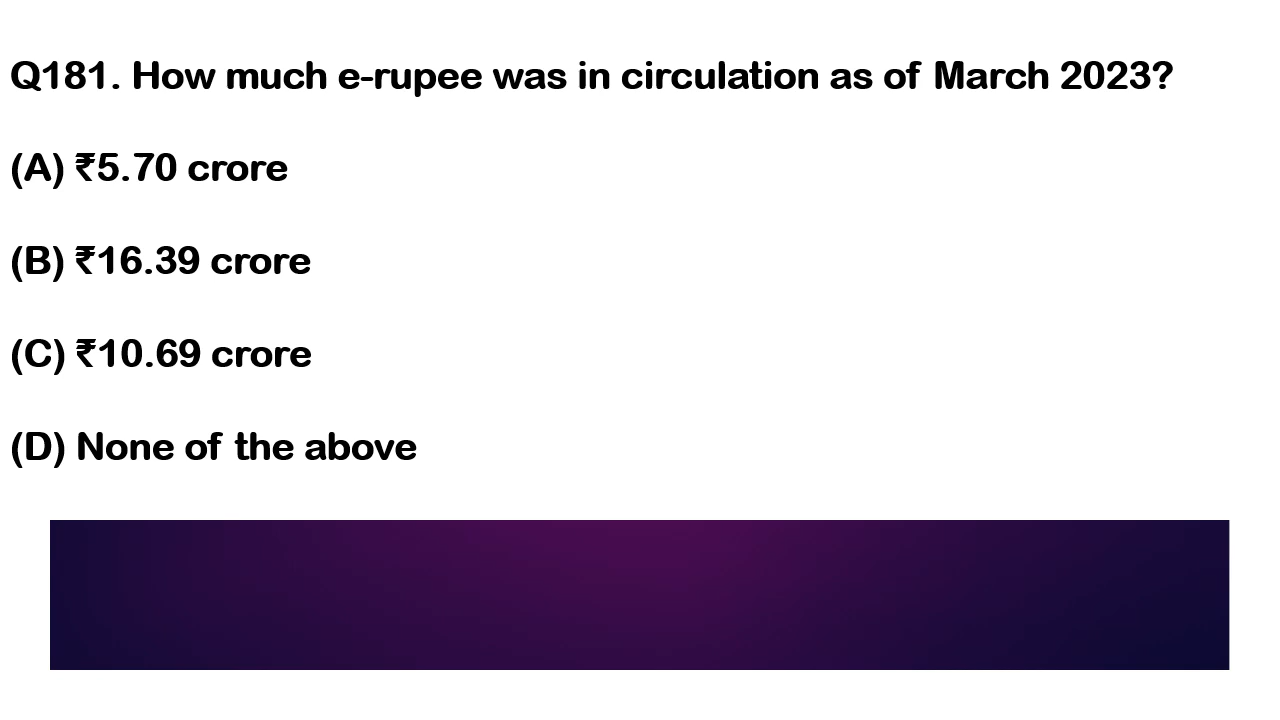 Q181. How much e-rupee was in circulation as of March 2023?
(A) ₹5.70 crore
(B) ₹16.39 crore
(C) ₹10.69 crore
(D) None of the above